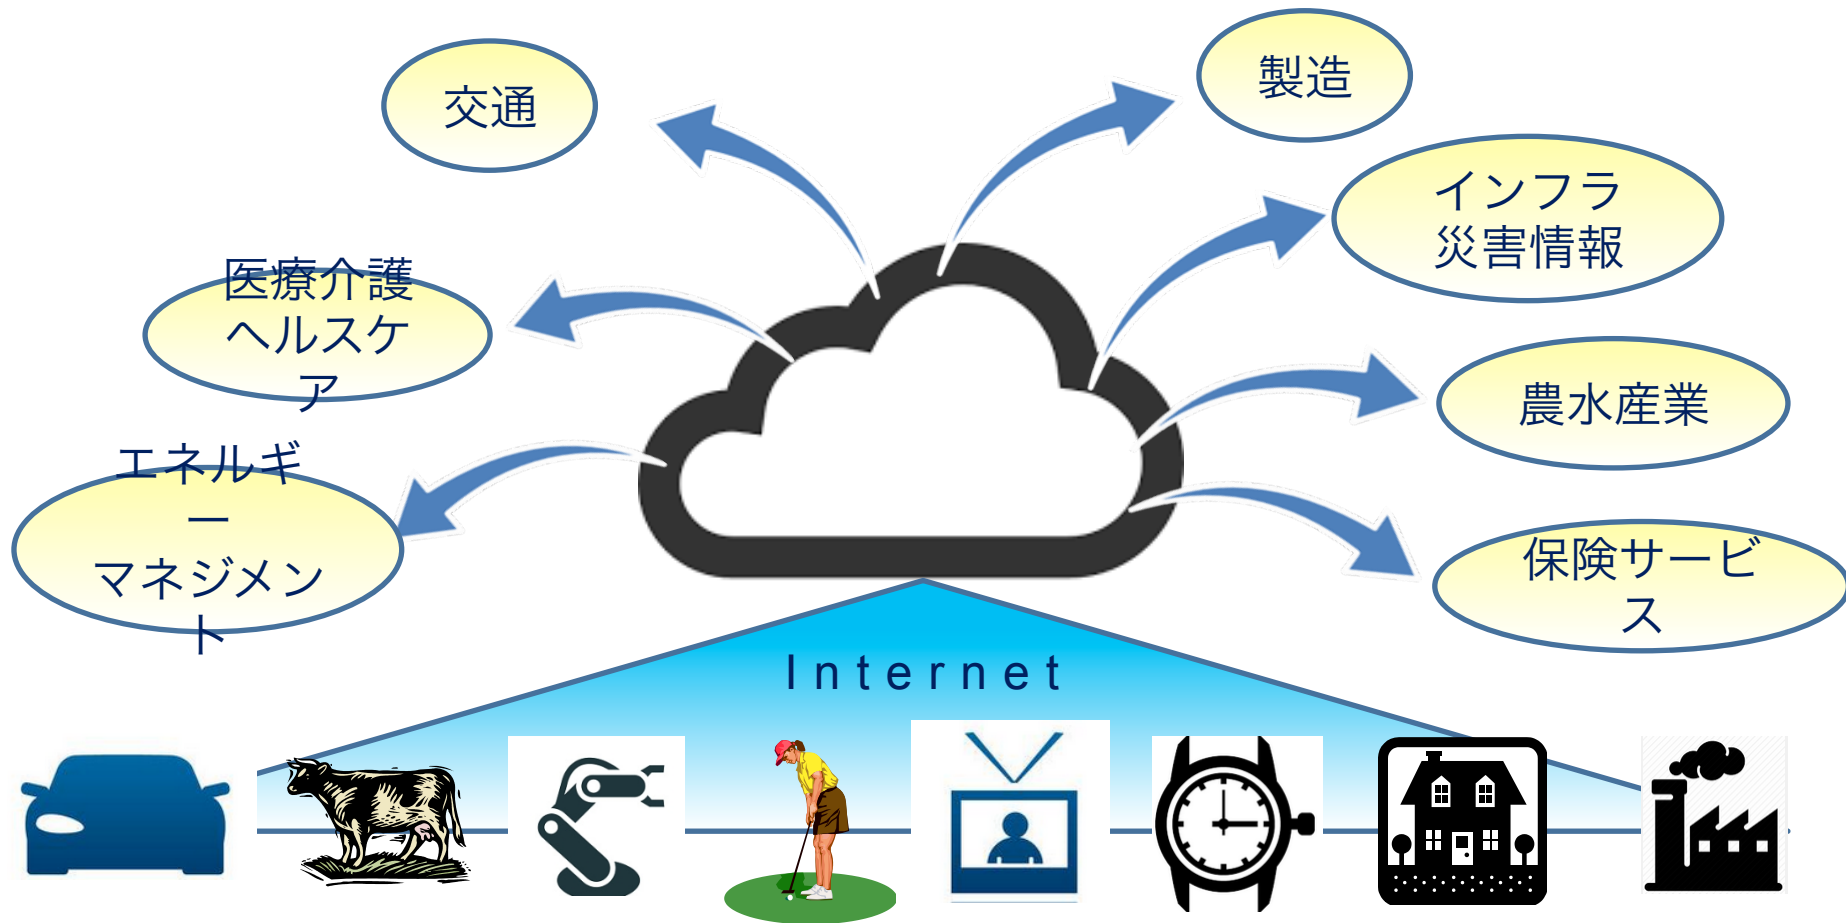 交通
製造
インフラ
災害情報
医療介護
ヘルスケ
ア
農水産業
エネルギ
ー
マネジメン
ト
保険サービ
ス
Internet